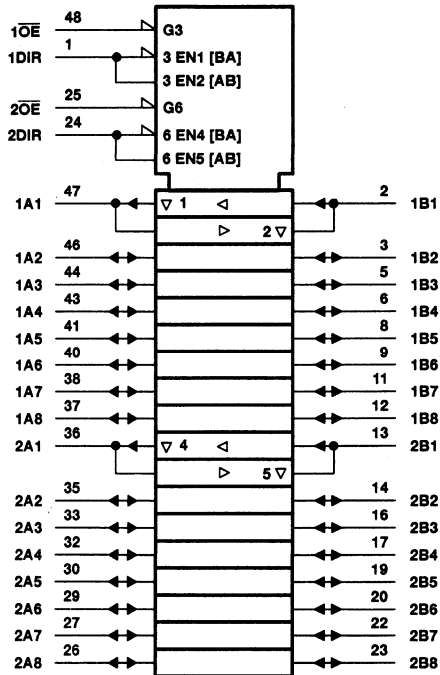 1O̅E̅ 48 G3
1DIR 1 3 EN1 [BA]
3 EN2 [AB]
2O̅E̅ 25 G6
2DIR 24 6 EN4 [BA]
6 EN5 [AB]
1A1 47 ▽ 1 ◁ 2 1B1
▷ 2 ▽
1A2 46 3 1B2
1A3 44 5 1B3
1A4 43 6 1B4
1A5 41 8 1B5
1A6 40 9 1B6
1A7 38 11 1B7
1A8 37 12 1B8
2A1 36 ▽ 4 ◁ 13 2B1
▷ 5 ▽
2A2 35 14 2B2
2A3 33 16 2B3
2A4 32 17 2B4
2A5 30 19 2B5
2A6 29 20 2B6
2A7 27 22 2B7
2A8 26 23 2B8